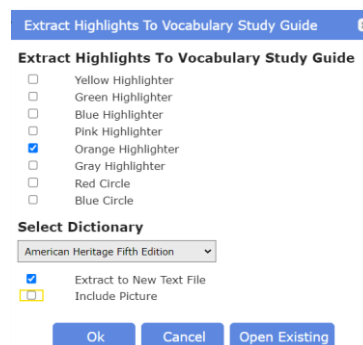 Extract Highlights To Vocabulary Study Guide
Extract Highlights To Vocabulary Study Guide
Yellow Highlighter
Green Highlighter
Blue Highlighter
Pink Highlighter
Orange Highlighter
Gray Highlighter
Red Circle
Blue Circle
Select Dictionary
American Heritage Fifth Edition
Extract to New Text File
Include Picture
Ok Cancel Open Existing